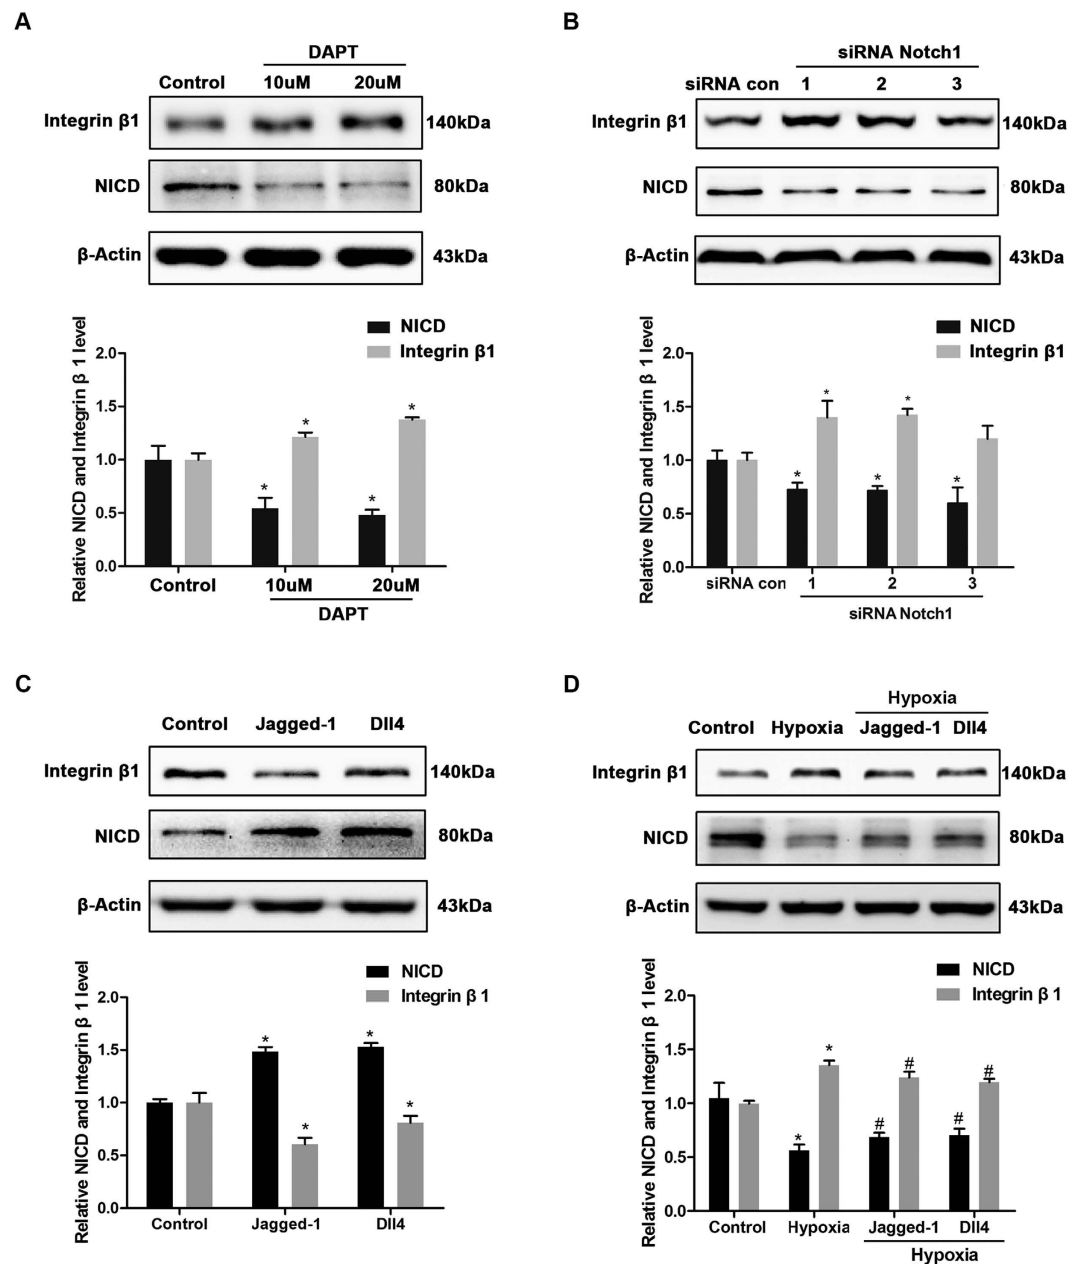 A
DAPT
Control 10uM 20uM
Integrin β1 140kDa
NICD 80kDa
β-Actin 43kDa
NICD
Integrin β1
Relative NICD and Integrin β 1 level
2.0
1.5
1.0
0.5
0.0
* * * *
Control 10uM 20uM
DAPT
B
siRNA Notch1
siRNA con 1 2 3
Integrin β1 140kDa
NICD 80kDa
β-Actin 43kDa
NICD
Integrin β1
Relative NICD and Integrin β 1 level
2.0
1.5
1.0
0.5
0.0
* * * * *
siRNA con 1 2 3
siRNA Notch1
C
Control Jagged-1 Dll4
Integrin β1 140kDa
NICD 80kDa
β-Actin 43kDa
NICD
Integrin β 1
Relative NICD and Integrin β 1 level
2.0
1.5
1.0
0.5
0.0
* * * *
Control Jagged-1 Dll4
D
Hypoxia
Control Hypoxia Jagged-1 Dll4
Integrin β1 140kDa
NICD 80kDa
β-Actin 43kDa
NICD
Integrin β 1
Relative NICD and Integrin β 1 level
2.0
1.5
1.0
0.5
0.0
* * # # # #
Control Hypoxia Jagged-1 Dll4
Hypoxia